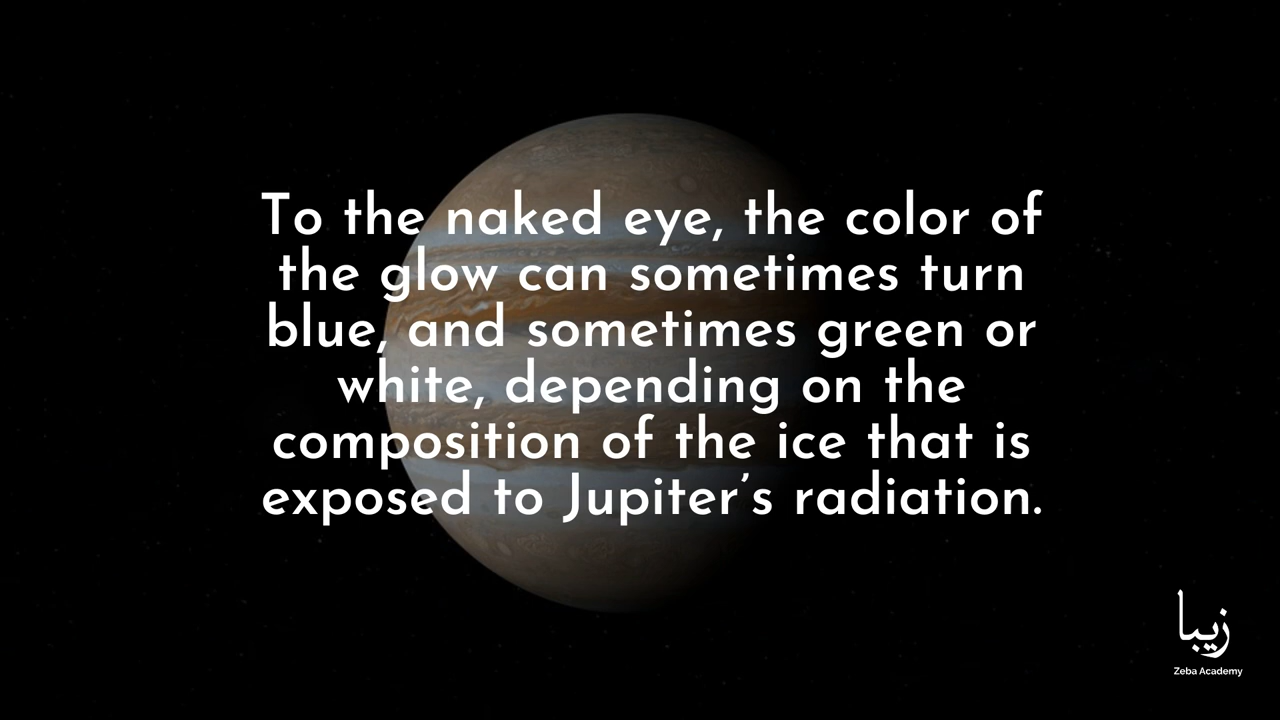 To the naked eye, the color of
the glow can sometimes turn
blue, and sometimes green or
white, depending on the
composition of the ice that is
exposed to Jupiter’s radiation.
زیبا
Zeba Academy